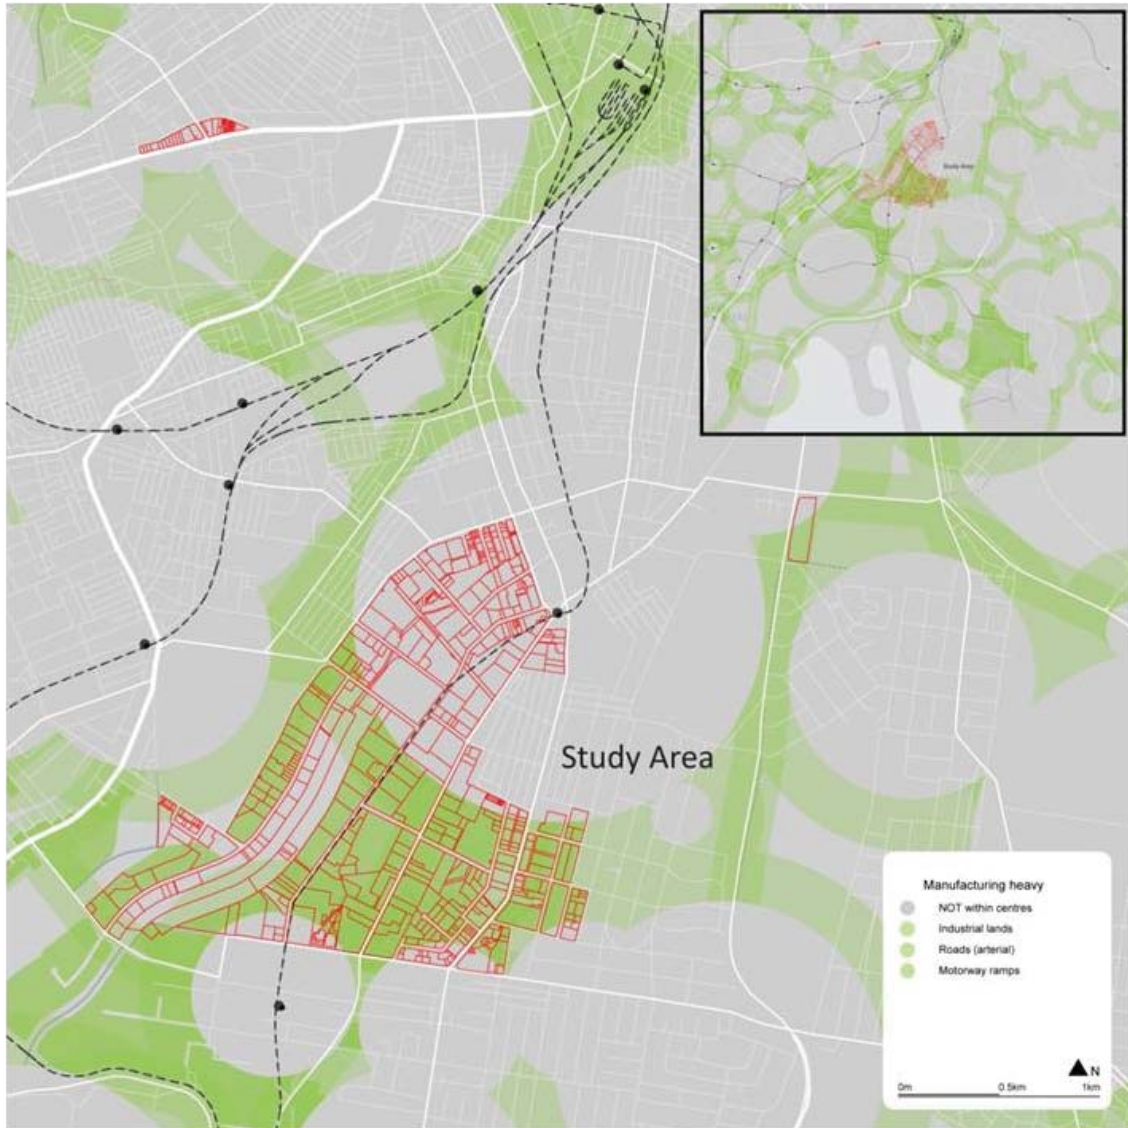 Study Area
Study Area
Manufacturing heavy
NOT within centres
Industrial lands
Roads (arterial)
Motorway ramps
N
0m 0.5km 1km